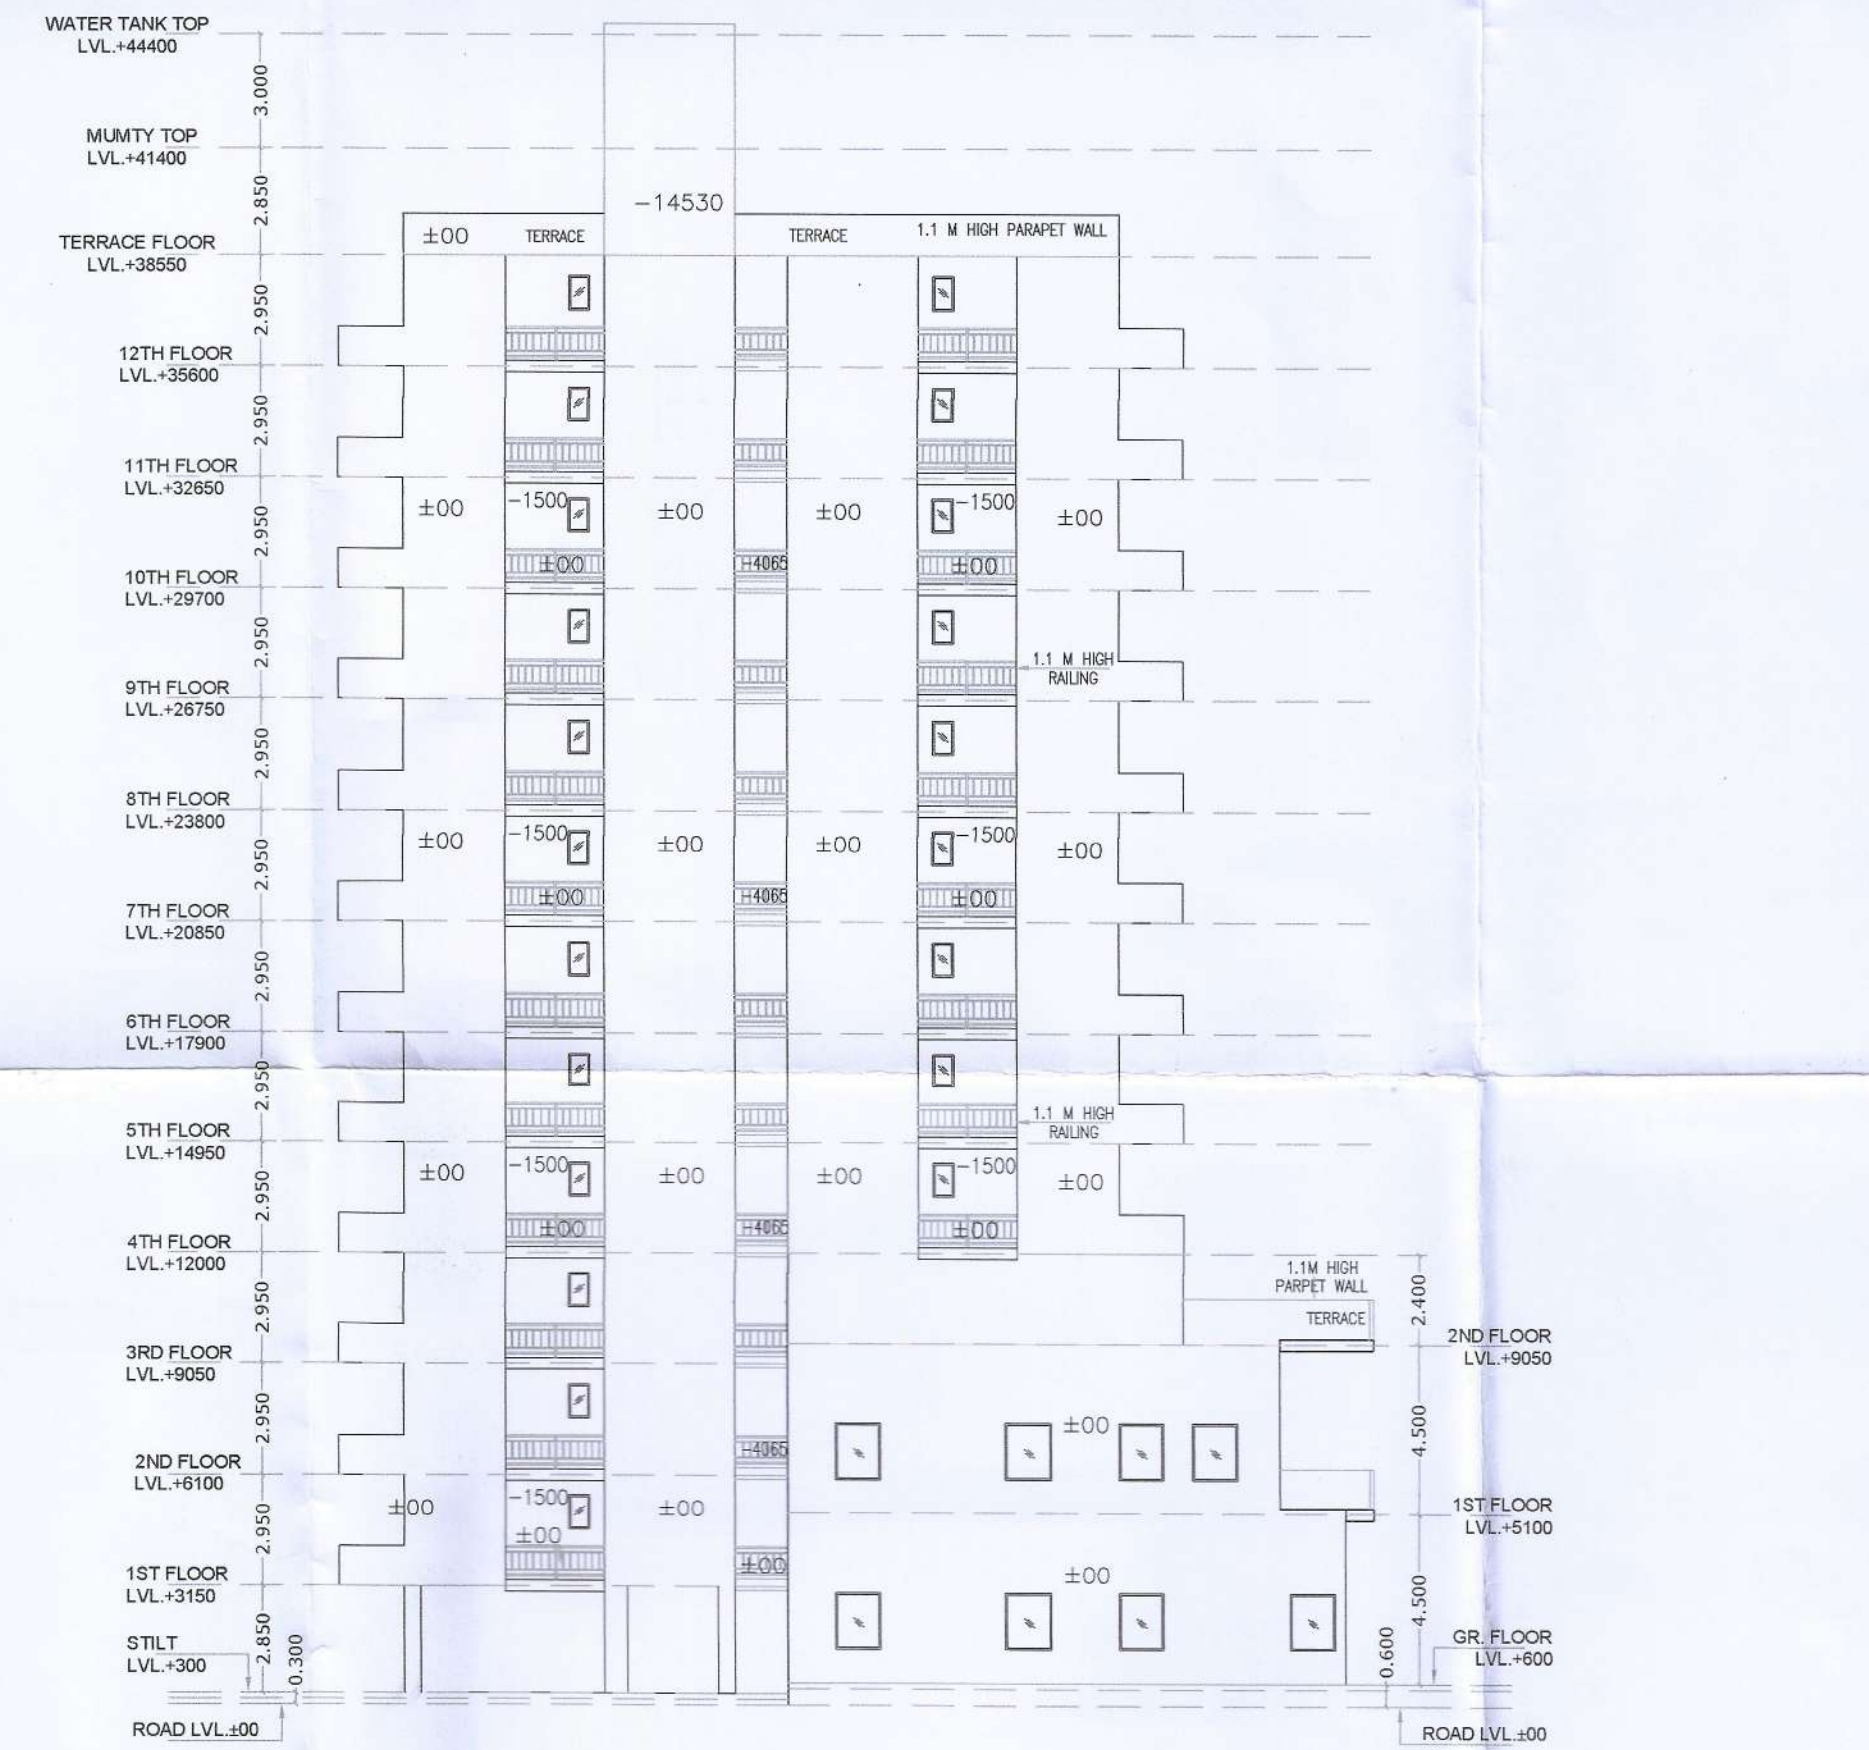 WATER TANK TOP
LVL.+44400
3.000
MUMTY TOP
LVL.+41400
2.850
-14530
TERRACE FLOOR
LVL.+38550
±00
TERRACE
TERRACE
1.1 M HIGH PARAPET WALL
2.950
12TH FLOOR
LVL.+35600
2.950
11TH FLOOR
LVL.+32650
±00
-1500
±00
±00
-1500
±00
2.950
±00
-4065
±00
10TH FLOOR
LVL.+29700
2.950
1.1 M HIGH
RAILING
9TH FLOOR
LVL.+26750
2.950
8TH FLOOR
LVL.+23800
±00
-1500
±00
±00
-1500
±00
2.950
±00
-4065
±00
7TH FLOOR
LVL.+20850
2.950
6TH FLOOR
LVL.+17900
2.950
1.1 M HIGH
RAILING
5TH FLOOR
LVL.+14950
±00
-1500
±00
±00
-1500
±00
2.950
±00
-4065
±00
4TH FLOOR
LVL.+12000
1.1M HIGH
PARPET WALL
TERRACE
2.400
2.950
3RD FLOOR
LVL.+9050
2ND FLOOR
LVL.+9050
2.950
±00
4.500
-4065
2ND FLOOR
LVL.+6100
±00
-1500
±00
±00
1ST FLOOR
LVL.+5100
2.950
±00
±00
1ST FLOOR
LVL.+3150
4.500
2.850
0.300
STILT
LVL.+300
0.600
GR. FLOOR
LVL.+600
ROAD LVL.±00
ROAD LVL.±00